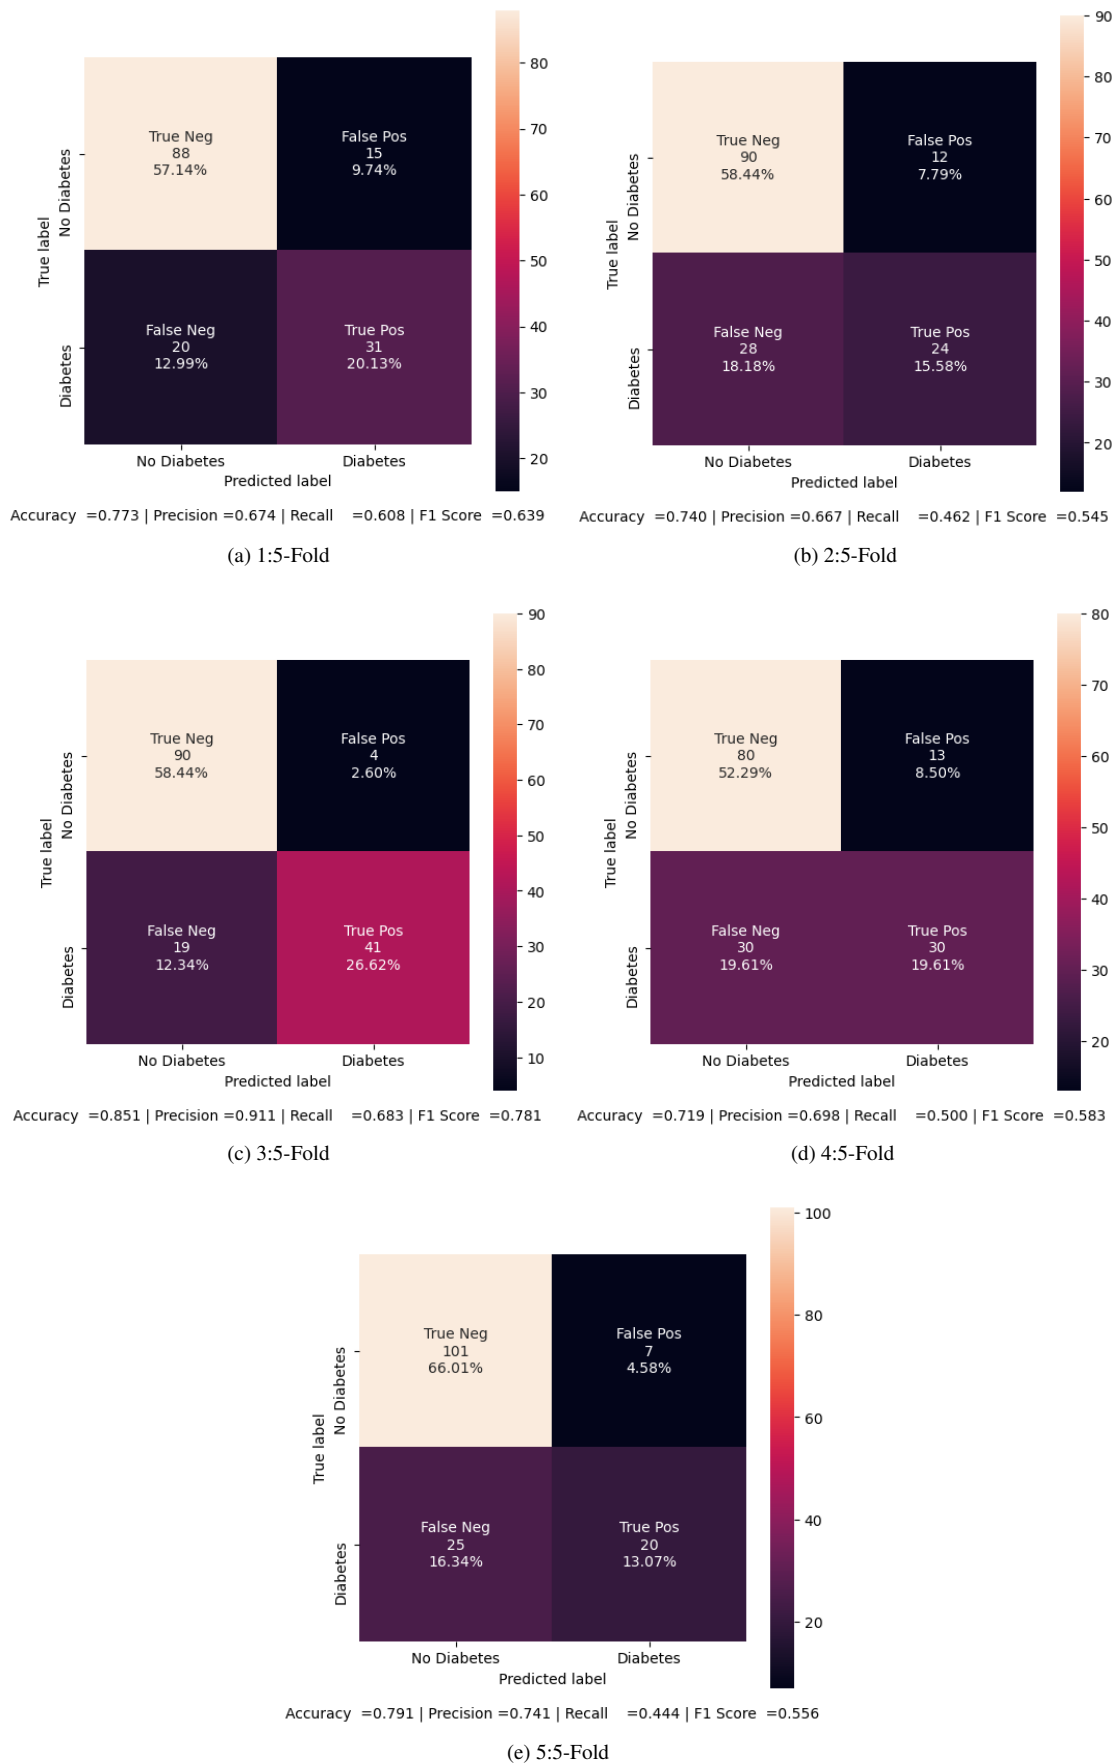 80
70
60
50
40
30
20
True Neg
88
57.14%
False Pos
15
9.74%
False Neg
20
12.99%
True Pos
31
20.13%
No Diabetes
Diabetes
True label
No Diabetes
Diabetes
Predicted label
Accuracy =0.773 | Precision =0.674 | Recall =0.608 | F1 Score =0.639
(a) 1:5-Fold
90
80
70
60
50
40
30
20
True Neg
90
58.44%
False Pos
12
7.79%
False Neg
28
18.18%
True Pos
24
15.58%
No Diabetes
Diabetes
True label
No Diabetes
Diabetes
Predicted label
Accuracy =0.740 | Precision =0.667 | Recall =0.462 | F1 Score =0.545
(b) 2:5-Fold
90
80
70
60
50
40
30
20
10
True Neg
90
58.44%
False Pos
4
2.60%
False Neg
19
12.34%
True Pos
41
26.62%
No Diabetes
Diabetes
True label
No Diabetes
Diabetes
Predicted label
Accuracy =0.851 | Precision =0.911 | Recall =0.683 | F1 Score =0.781
(c) 3:5-Fold
80
70
60
50
40
30
20
True Neg
80
52.29%
False Pos
13
8.50%
False Neg
30
19.61%
True Pos
30
19.61%
No Diabetes
Diabetes
True label
No Diabetes
Diabetes
Predicted label
Accuracy =0.719 | Precision =0.698 | Recall =0.500 | F1 Score =0.583
(d) 4:5-Fold
100
80
60
40
20
True Neg
101
66.01%
False Pos
7
4.58%
False Neg
25
16.34%
True Pos
20
13.07%
No Diabetes
Diabetes
True label
No Diabetes
Diabetes
Predicted label
Accuracy =0.791 | Precision =0.741 | Recall =0.444 | F1 Score =0.556
(e) 5:5-Fold